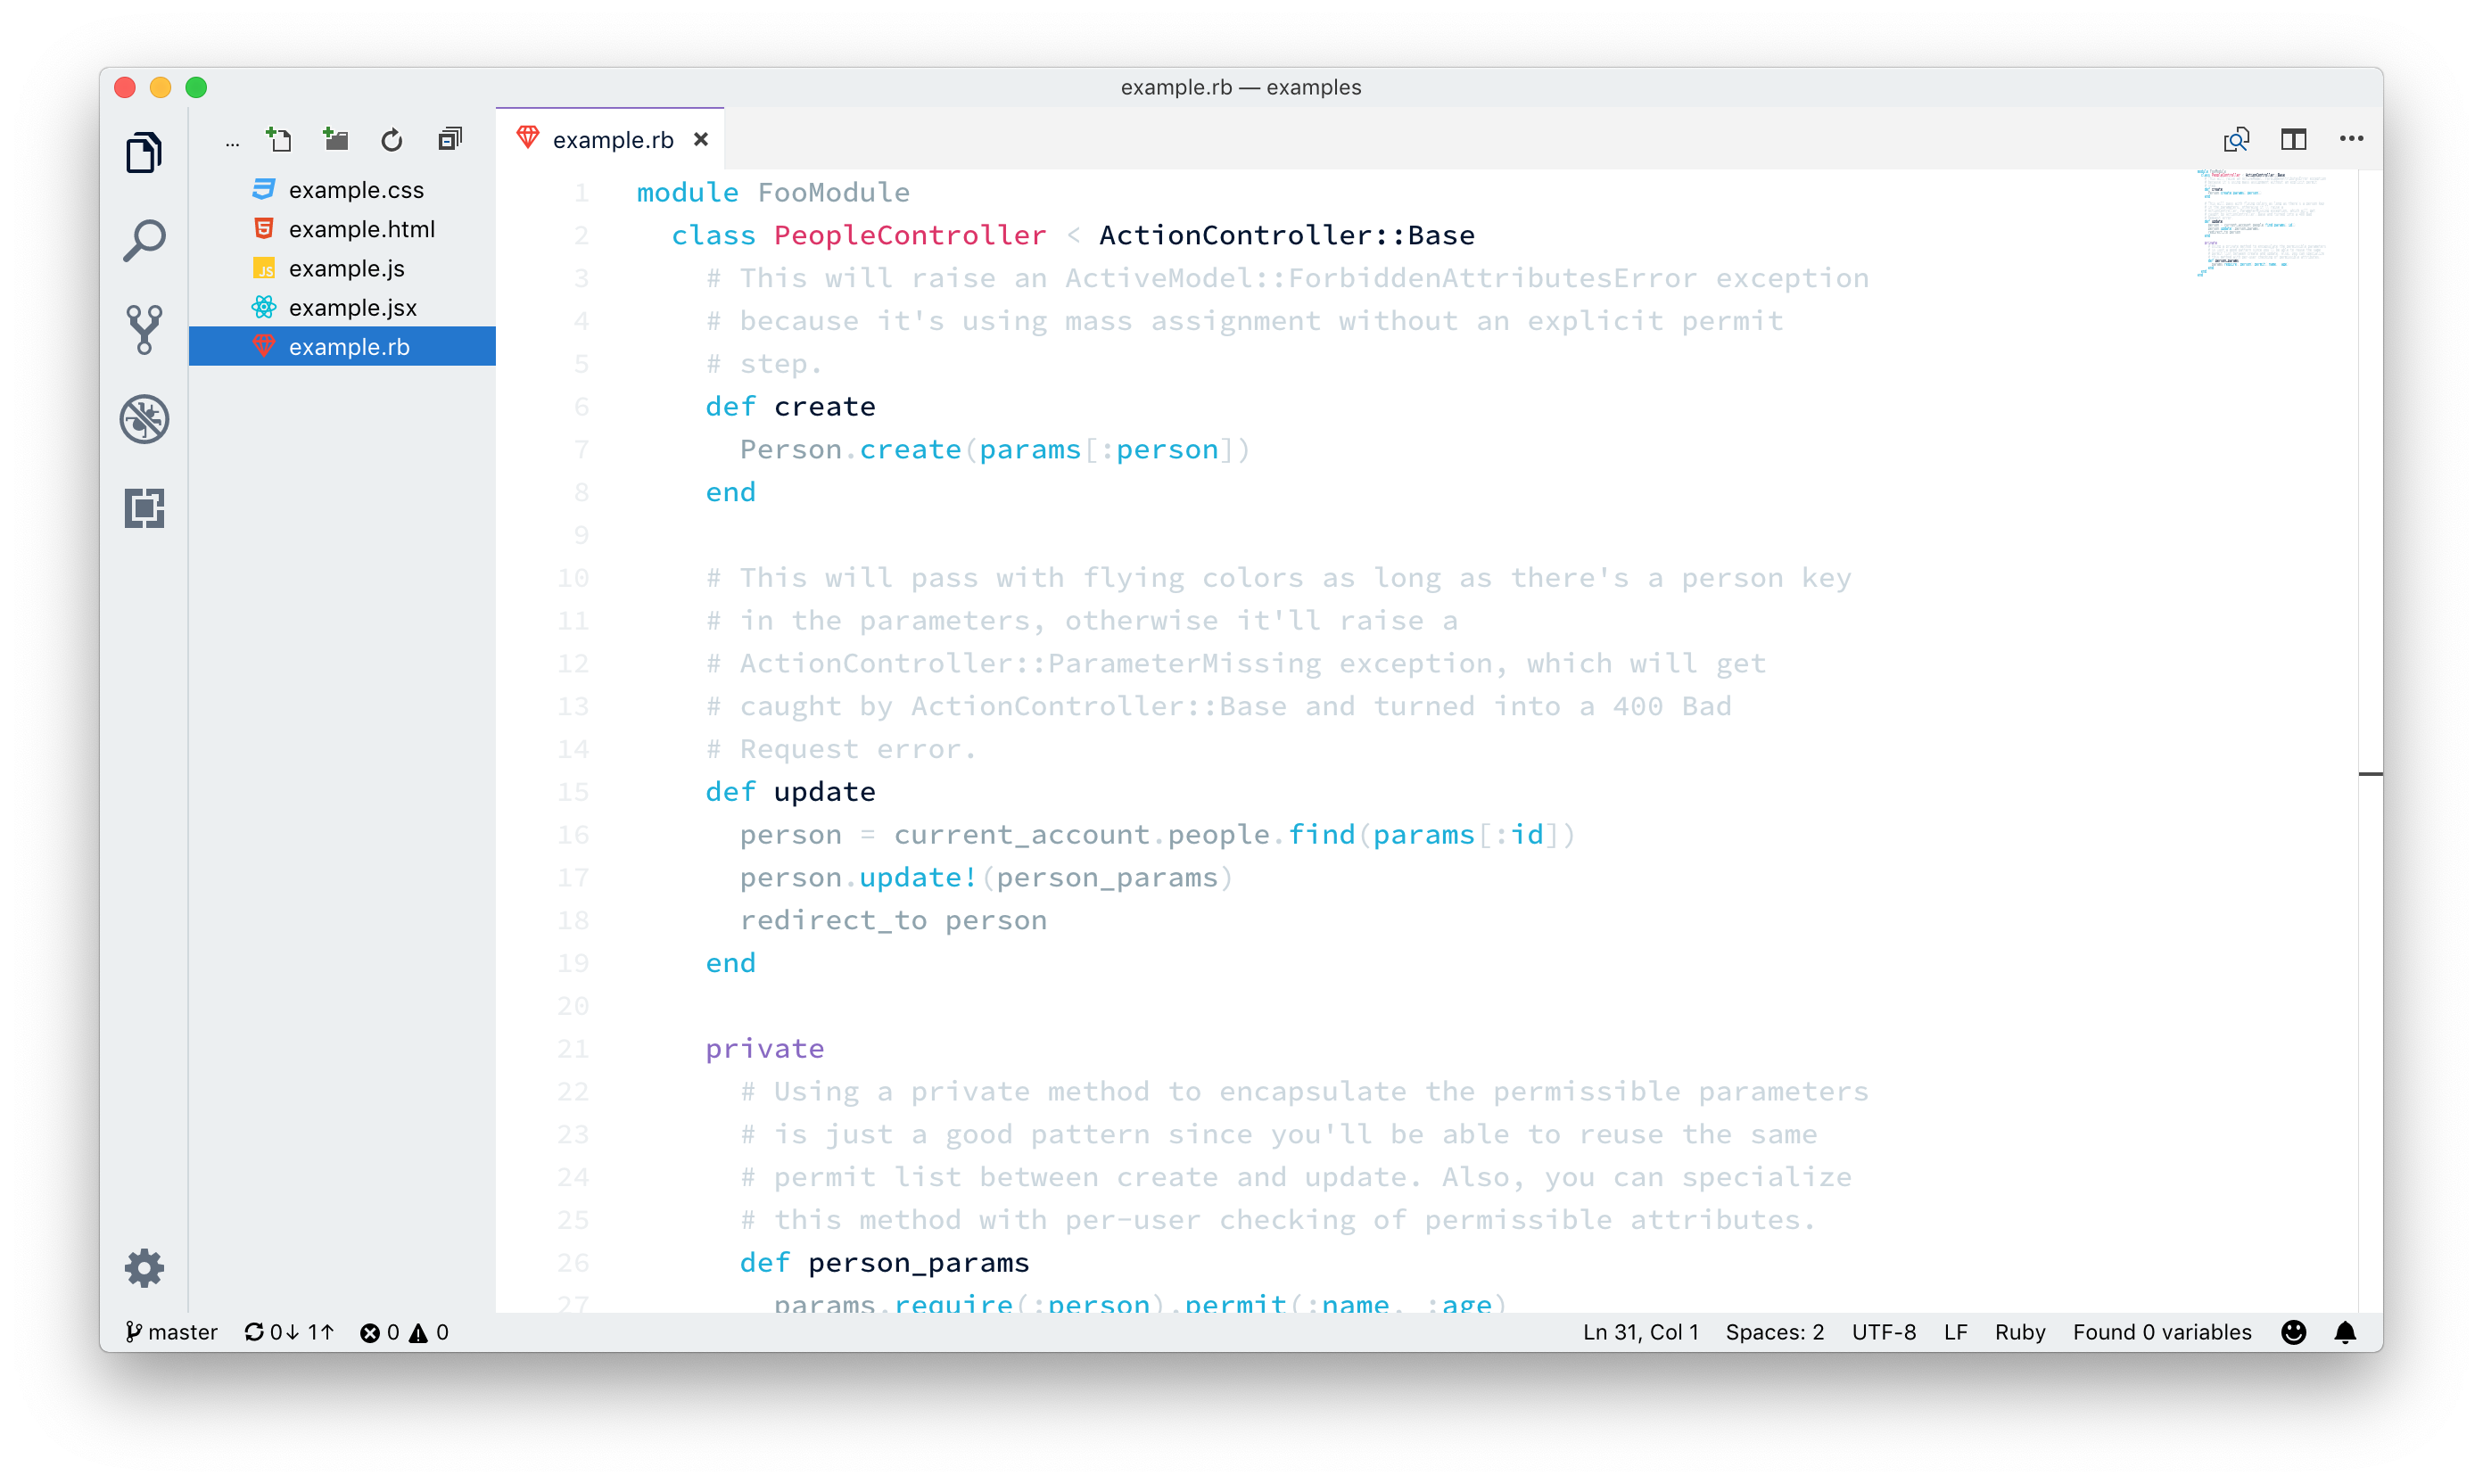 example.rb — examples
...
example.css
example.html
example.js
example.jsx
example.rb
example.rb
1 module FooModule
2 class PeopleController < ActionController::Base
3 # This will raise an ActiveModel::ForbiddenAttributesError exception
4 # because it's using mass assignment without an explicit permit
5 # step.
6 def create
7 Person.create(params[:person])
8 end
9
10 # This will pass with flying colors as long as there's a person key
11 # in the parameters, otherwise it'll raise a
12 # ActionController::ParameterMissing exception, which will get
13 # caught by ActionController::Base and turned into a 400 Bad
14 # Request error.
15 def update
16 person = current_account.people.find(params[:id])
17 person.update!(person_params)
18 redirect_to person
19 end
20
21 private
22 # Using a private method to encapsulate the permissible parameters
23 # is just a good pattern since you'll be able to reuse the same
24 # permit list between create and update. Also, you can specialize
25 # this method with per-user checking of permissible attributes.
26 def person_params
27 params.require(:person).permit(:name, :age)
master 0↓ 1↑ 0 0 Ln 31, Col 1 Spaces: 2 UTF-8 LF Ruby Found 0 variables